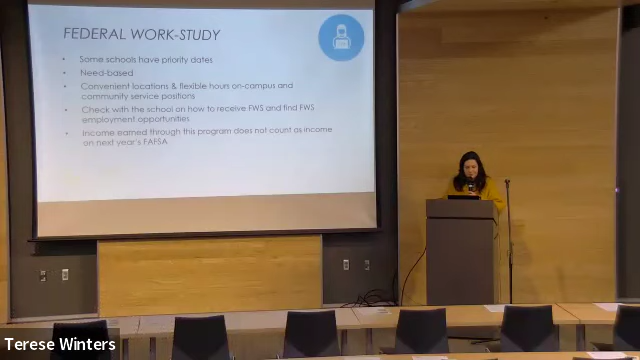 FEDERAL WORK-STUDY
• Some schools have priority dates
• Need-based
• Convenient locations & flexible hours on-campus and
community service positions
• Check with the school on how to receive FWS and find FWS
employment opportunities
• Income earned through this program does not count as income
on next year's FAFSA
Terese Winters